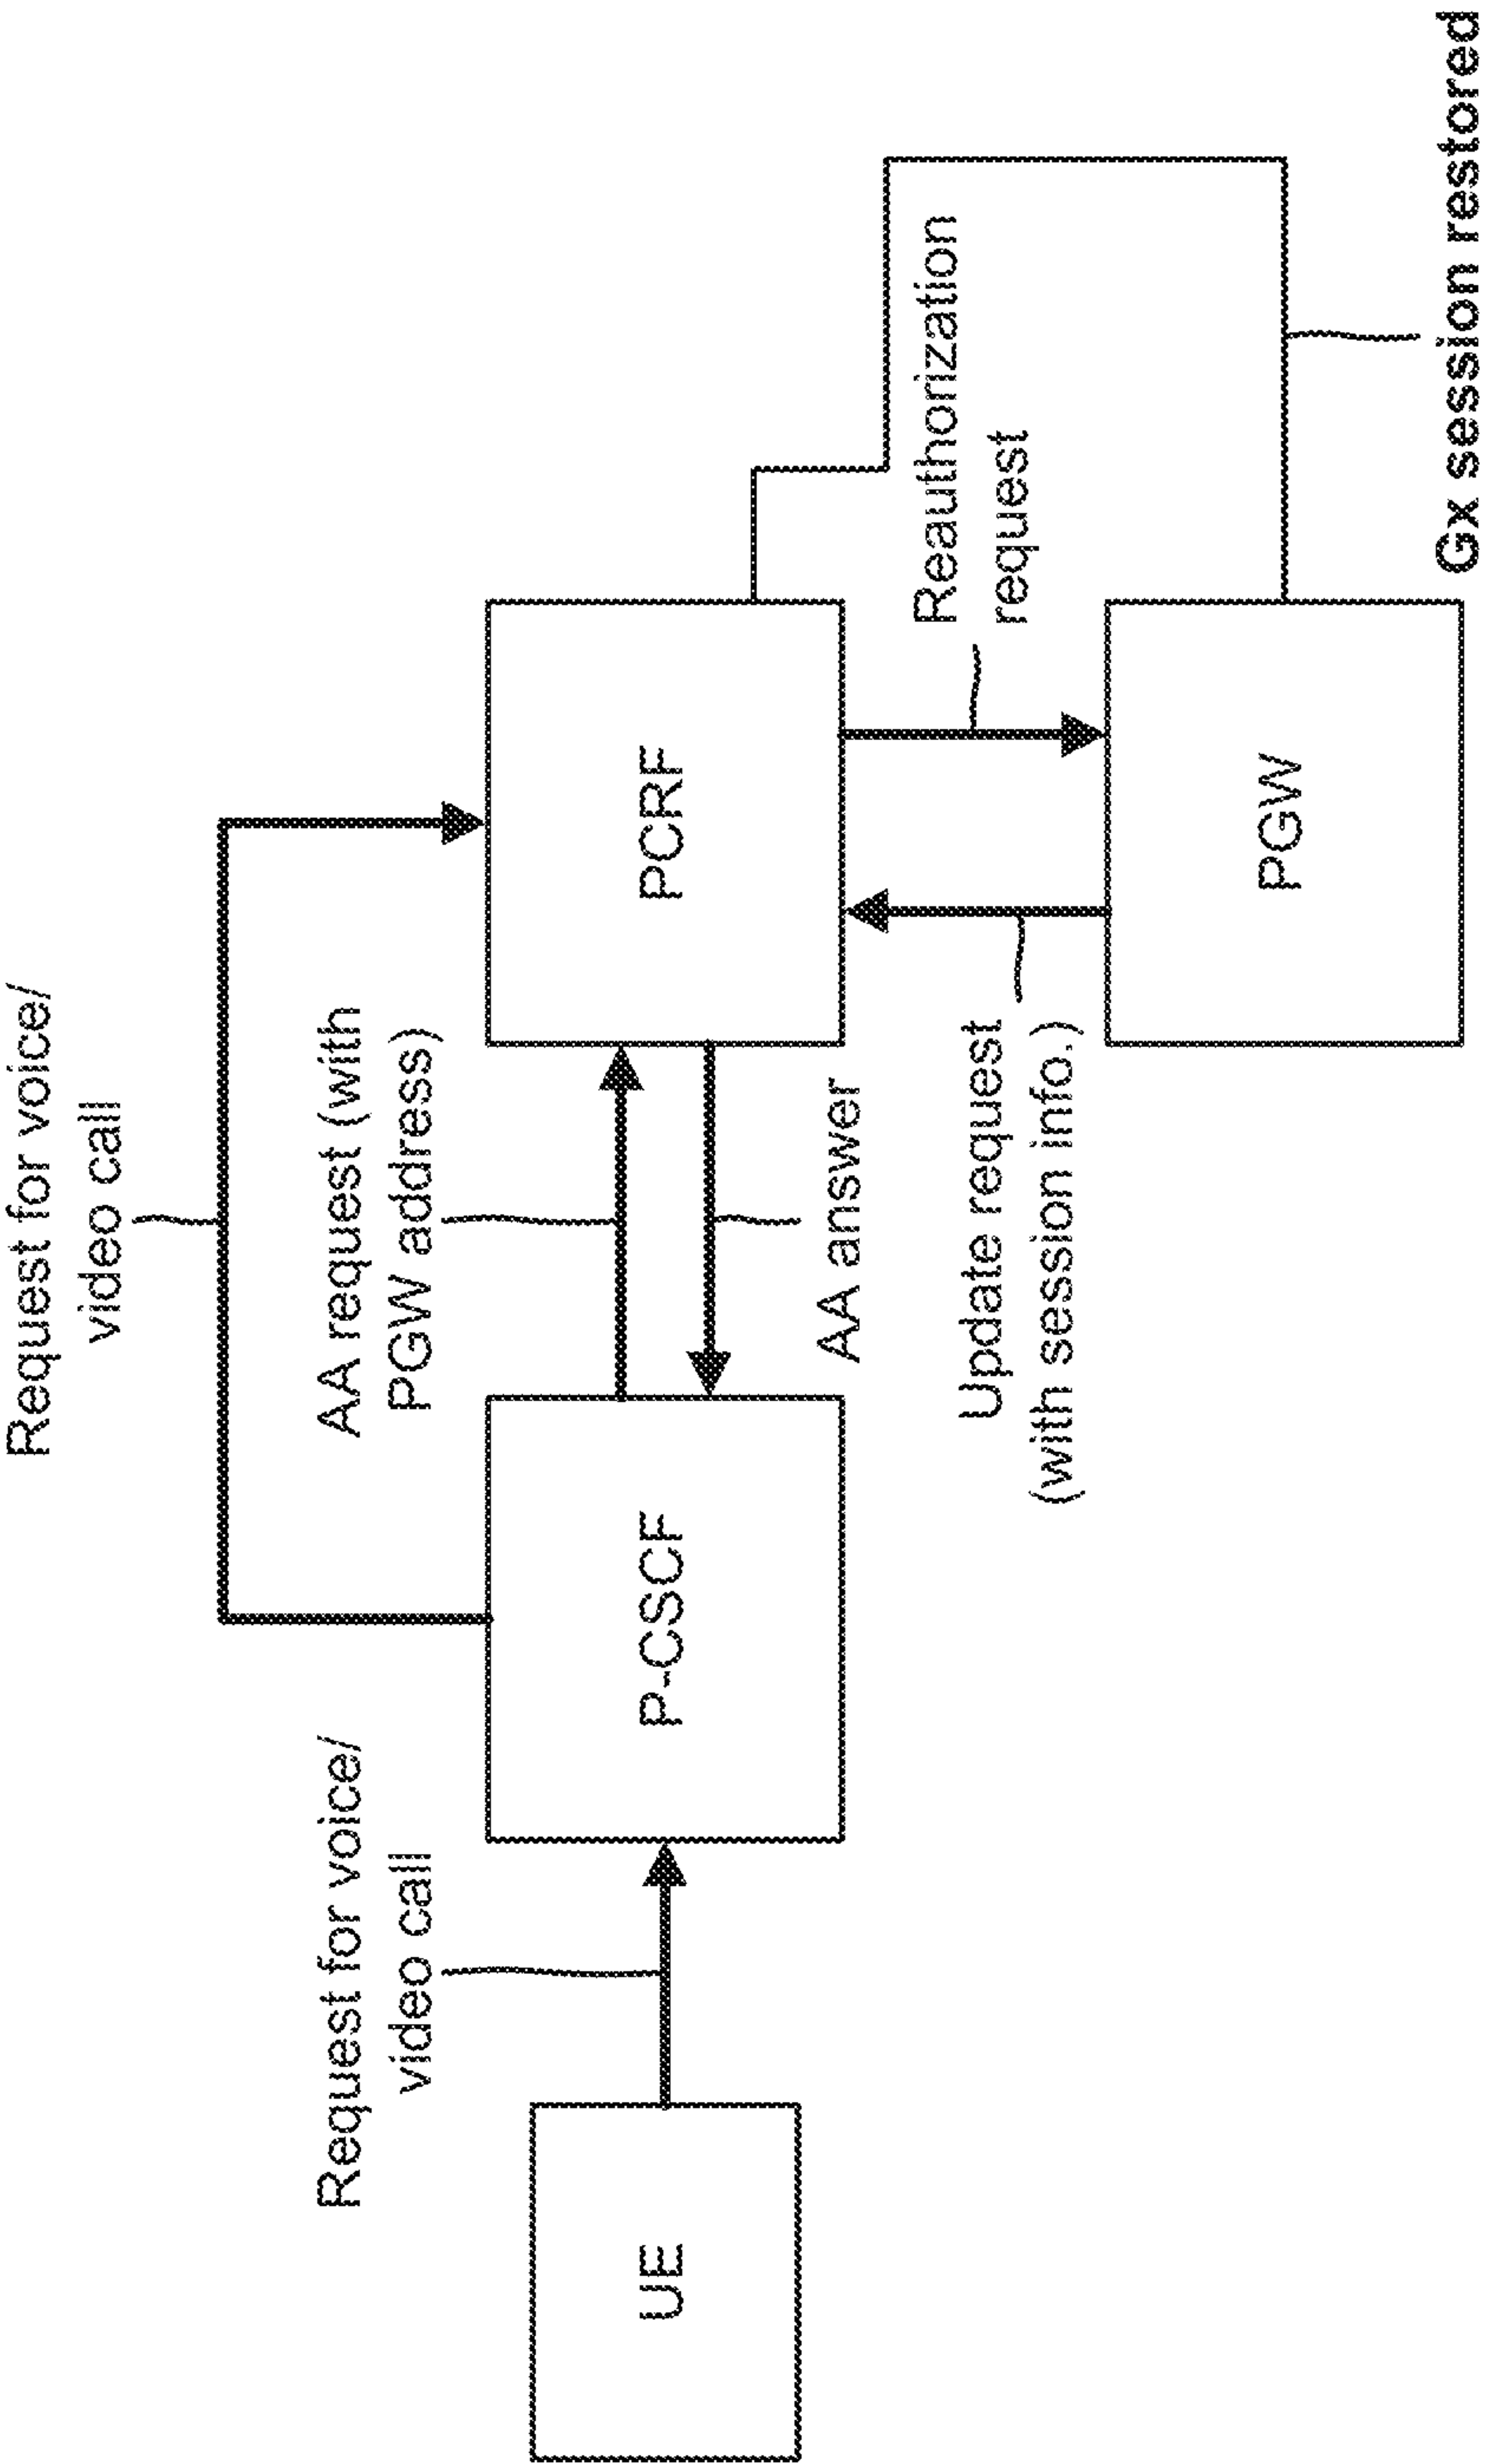 Request for voice/
video call
Request for voice/
video call
AA request (with
PGW address)
UE
P-CSCF
PCRF
AA answer
Reauthorization
request
Update request
(with session info.)
PGW
Gx session restored